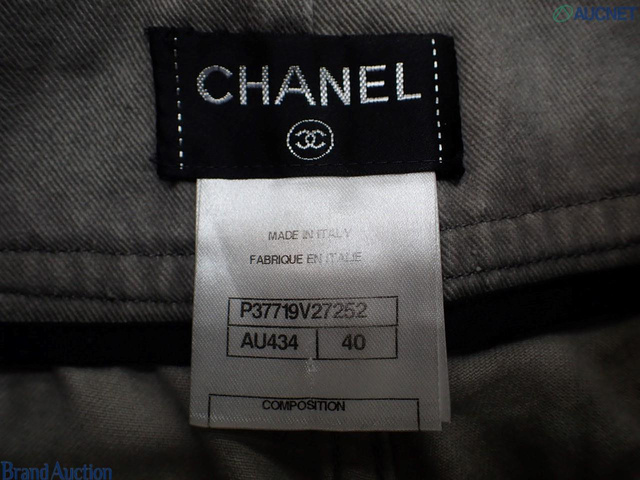 AUCNET
CHANEL
MADE IN ITALY
FABRIQUE EN ITALIE
P37719V27252
AU434 40
COMPOSITION
Brand Auction